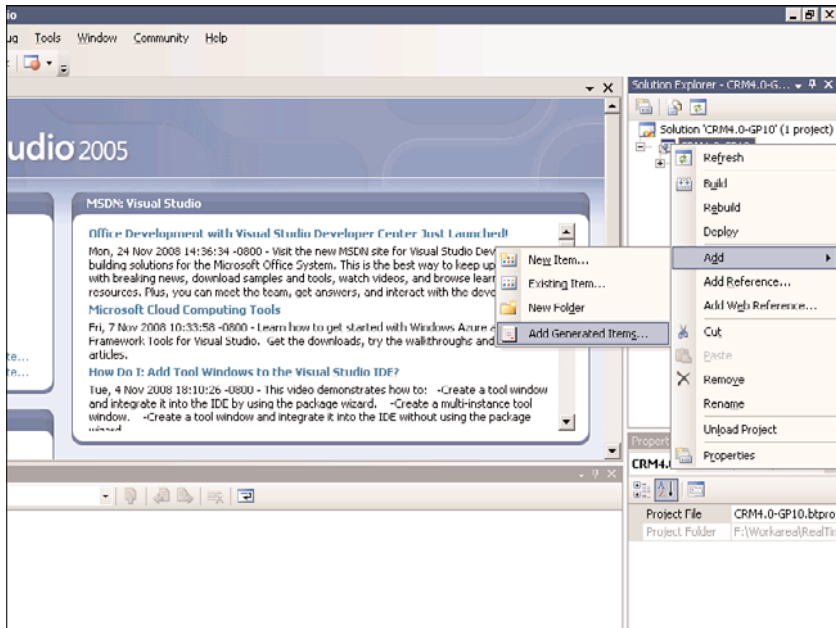 io
ug Tools Window Community Help
Solution Explorer - CRM4.0-G...
Solution 'CRM4.0-GP10' (1 project)
udio 2005
MSDN: Visual Studio
Office Development with Visual Studio Developer Center Just Launched!
Mon, 24 Nov 2008 14:36:34 -0800 - Visit the new MSDN site for Visual Studio Dev
building solutions for the Microsoft Office System. This is the best way to keep up
with breaking news, download samples and tools, watch videos, and browse lear
resources. Plus, you can meet the team, get answers, and interact with the deve
Microsoft Cloud Computing Tools
Fri, 7 Nov 2008 10:33:58 -0800 - Learn how to get started with Windows Azure a
Framework Tools for Visual Studio. Get the downloads, try the walkthroughs and
articles.
How Do I: Add Tool Windows to the Visual Studio IDE?
Tue, 4 Nov 2008 18:10:26 -0800 - This video demonstrates how to: -Create a tool window
and integrate it into the IDE by using the package wizard. -Create a multi-instance tool
window. -Create a tool window and integrate it into the IDE without using the package
te...
te...
New Item...
Existing Item...
New Folder
Add Generated Items...
Refresh
Build
Rebuild
Deploy
Add
Add Reference...
Add Web Reference...
Cut
Paste
Remove
Rename
Unload Project
Properties
Propert
CRM4.
Project File CRM4.0-GP10.btpro
Project Folder F:\Workarea\RealTi